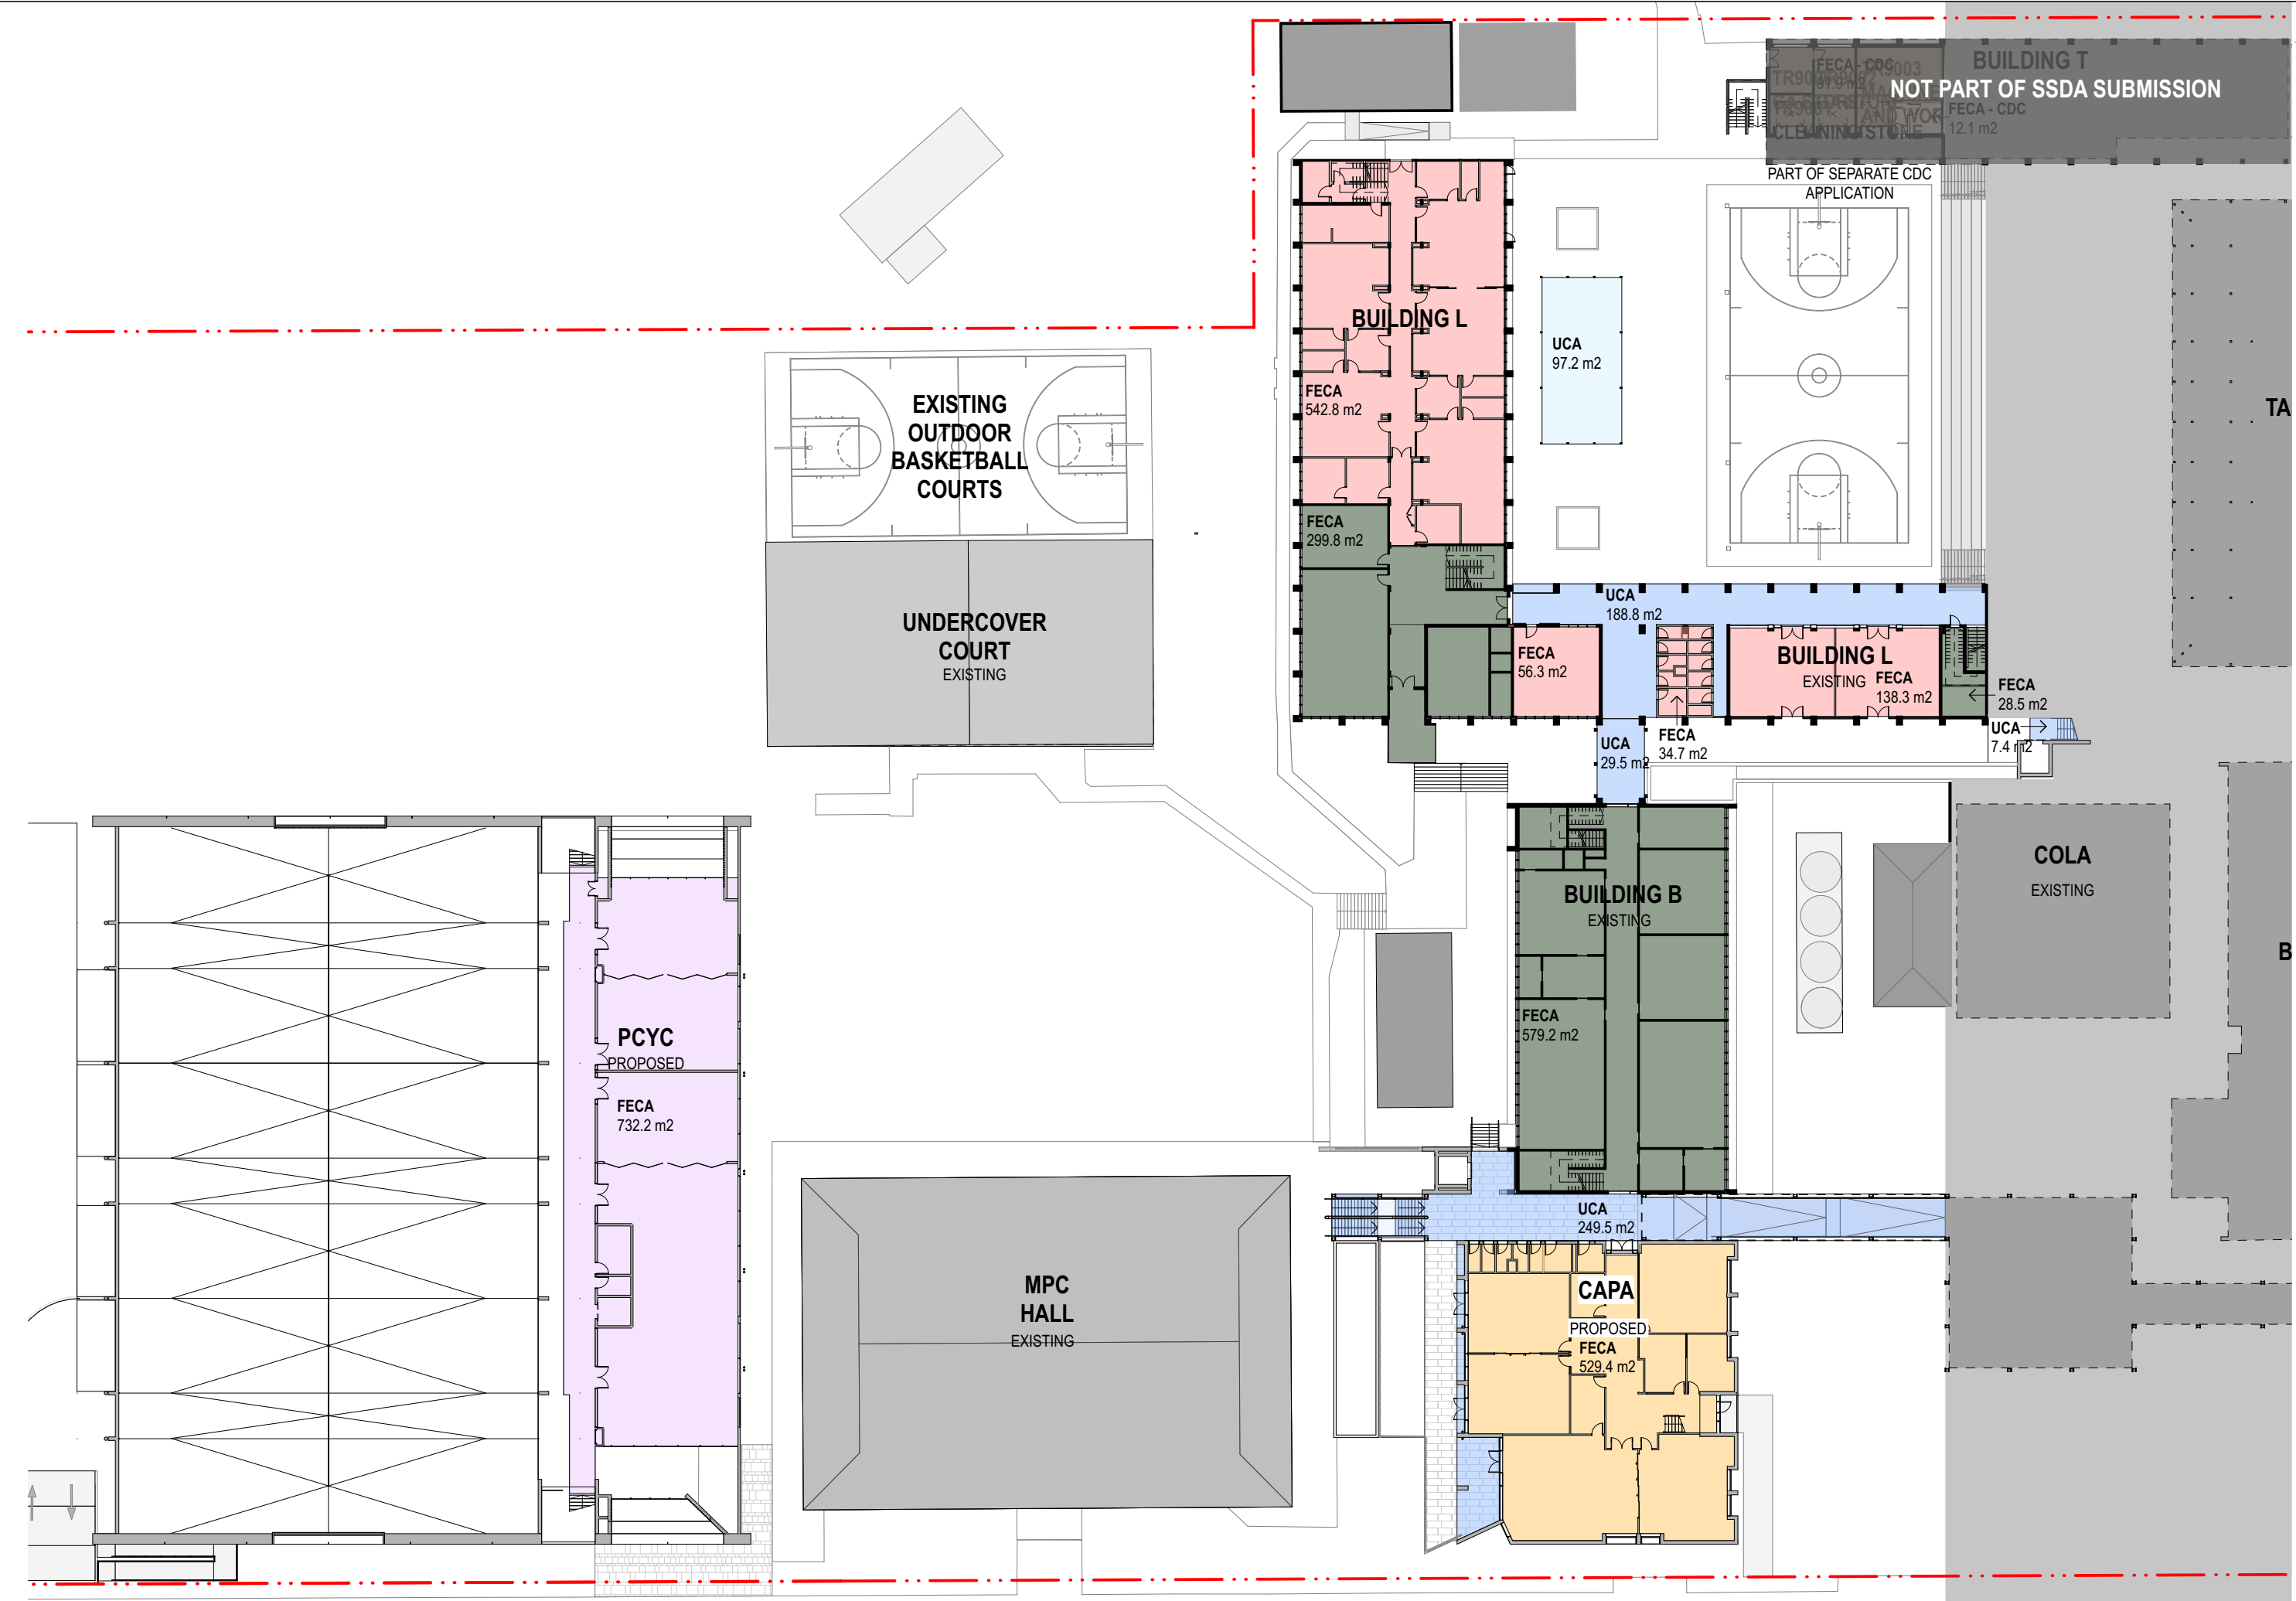 BUILDING T
NOT PART OF SSDA SUBMISSION
FECA - CDC
FECA - CDC
12.1 m2
CLEANING STORE
PART OF SEPARATE CDC
APPLICATION
BUILDING L
UCA
97.2 m2
FECA
542.8 m2
TA
EXISTING
OUTDOOR
BASKETBALL
COURTS
FECA
299.8 m2
UNDERCOVER
COURT
EXISTING
UCA
188.8 m2
FECA
56.3 m2
BUILDING L
EXISTING
FECA
138.3 m2
FECA
28.5 m2
UCA
7.4 m2
FECA
34.7 m2
UCA
29.5 m2
BUILDING B
EXISTING
COLA
EXISTING
B
FECA
579.2 m2
PCYC
PROPOSED
FECA
732.2 m2
UCA
249.5 m2
MPC
HALL
EXISTING
CAPA
PROPOSED
FECA
529.4 m2